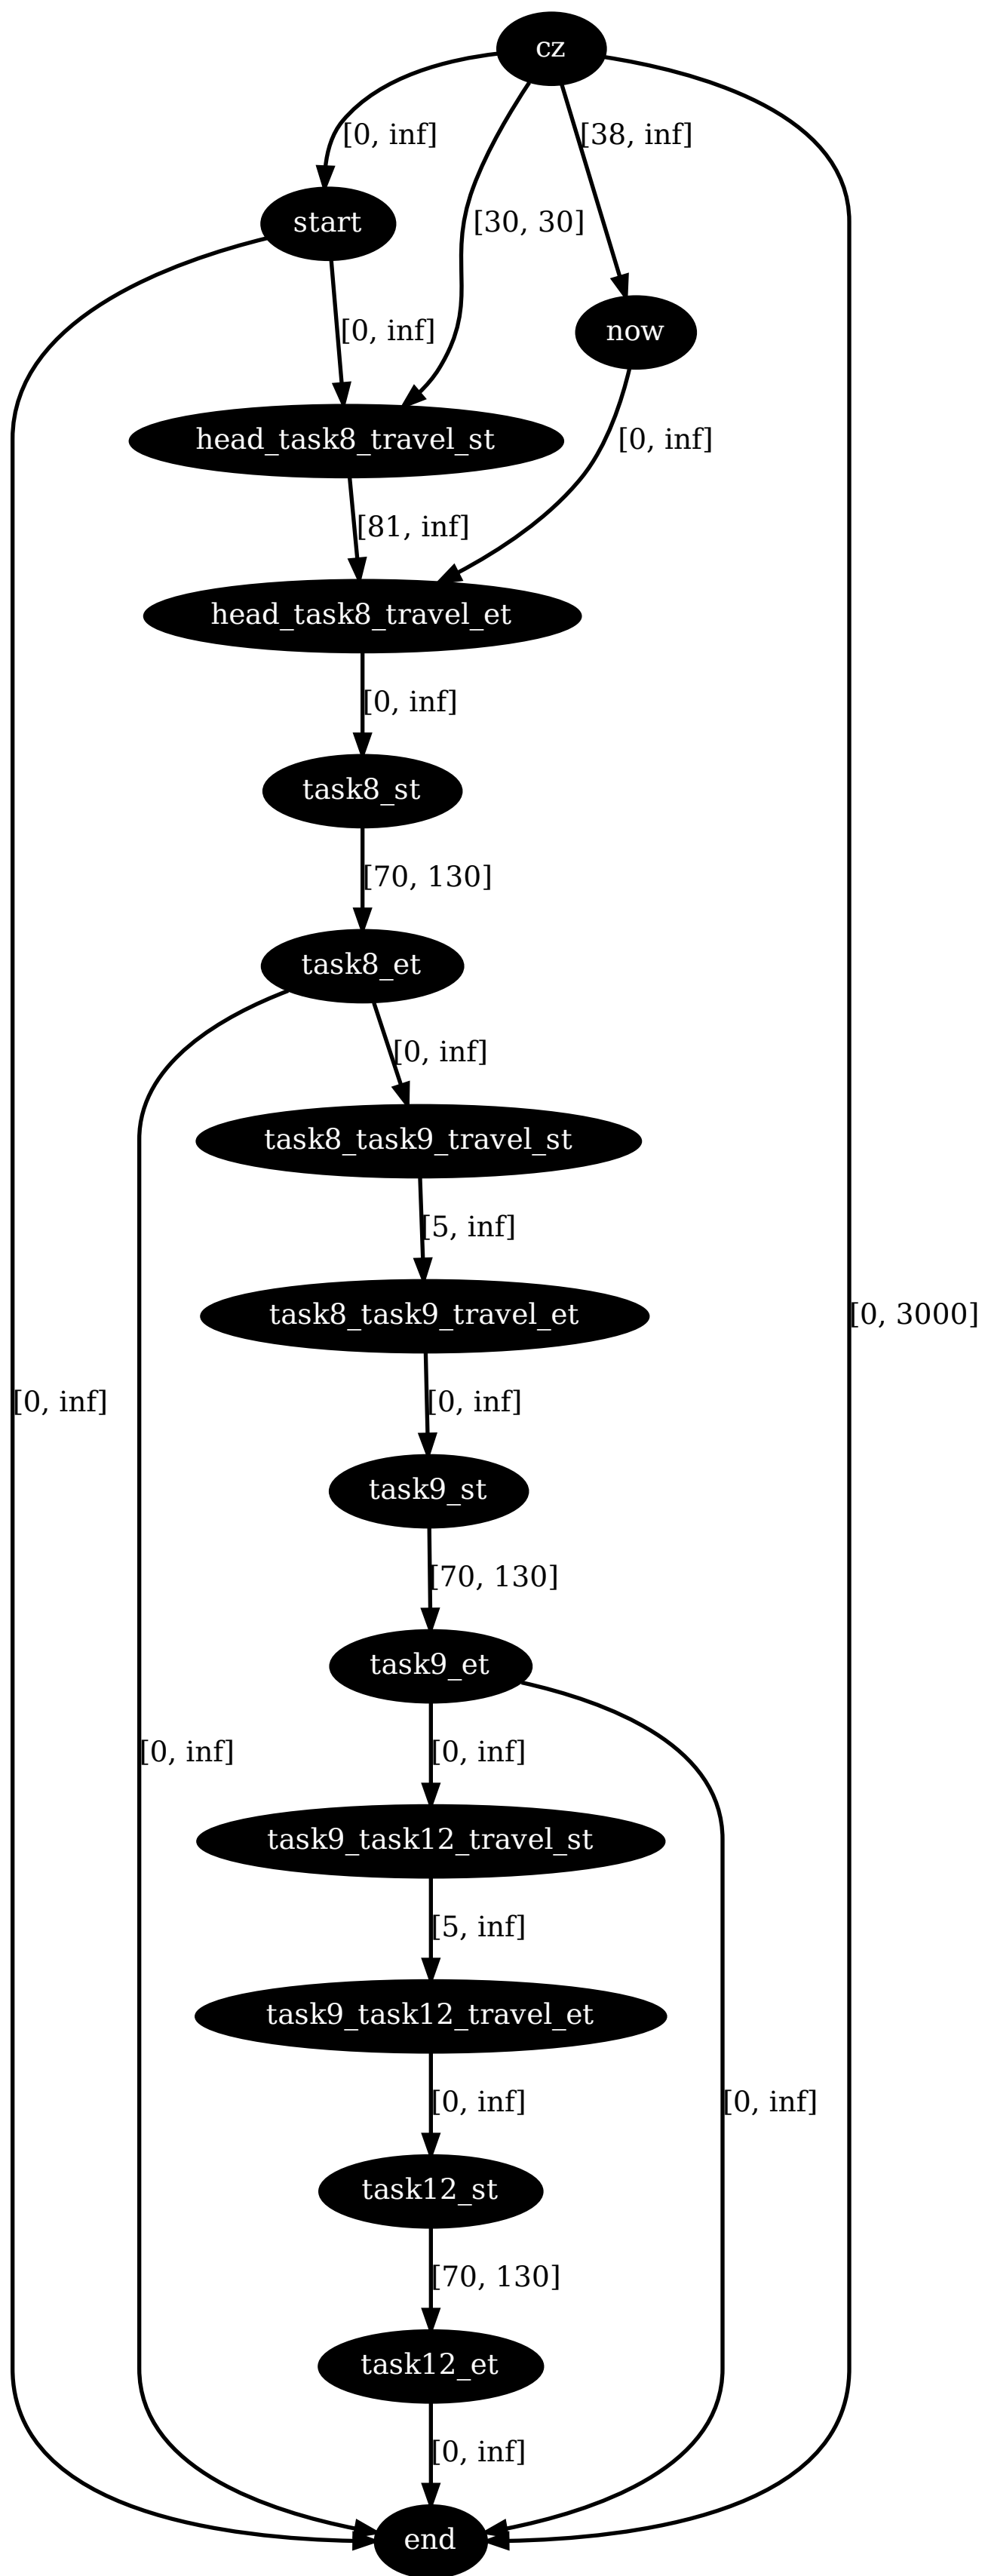 cz
[0, inf]
[38, inf]
[30, 30]
start
now
[0, inf]
head_task8_travel_st
[0, inf]
[81, inf]
head_task8_travel_et
[0, inf]
task8_st
[70, 130]
task8_et
[0, inf]
task8_task9_travel_st
[5, inf]
task8_task9_travel_et
[0, 3000]
[0, inf]
[0, inf]
task9_st
[70, 130]
task9_et
[0, inf]
[0, inf]
task9_task12_travel_st
[5, inf]
task9_task12_travel_et
[0, inf]
[0, inf]
task12_st
[70, 130]
task12_et
[0, inf]
end